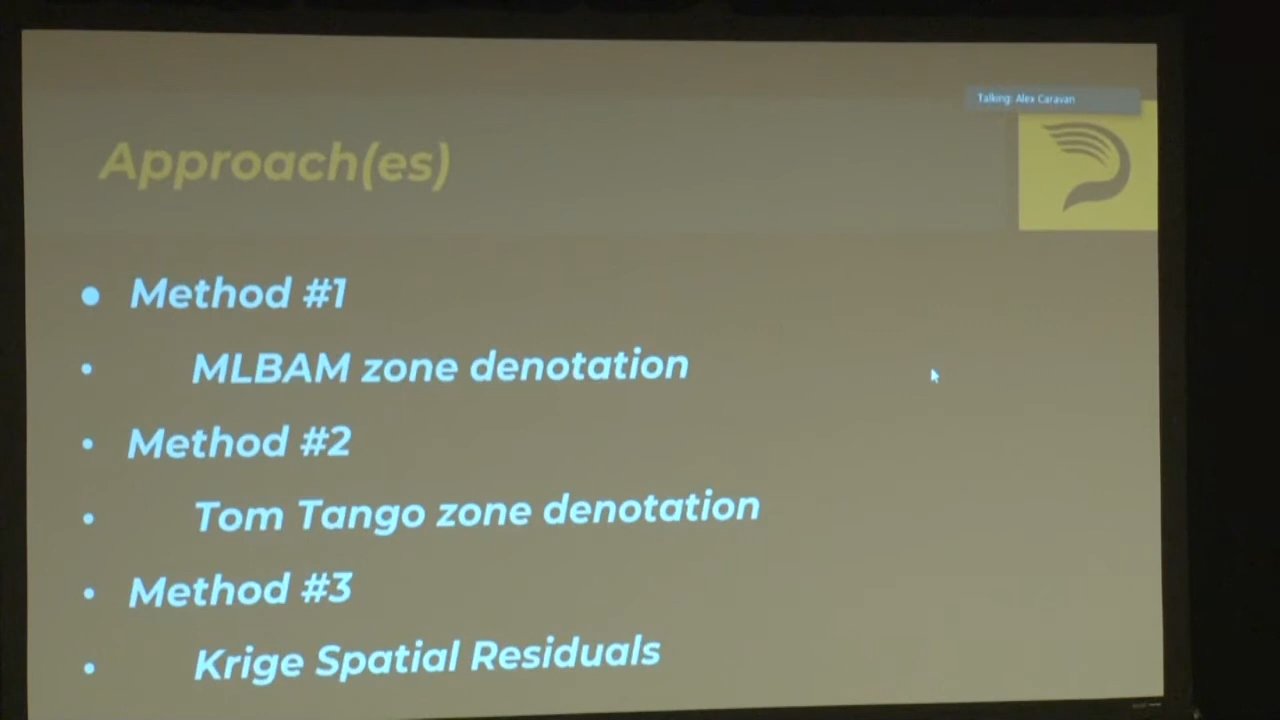 Talking: Alex Caravan
Approach(es)
Method #1
MLBAM zone denotation
Method #2
Tom Tango zone denotation
Method #3
Krige Spatial Residuals